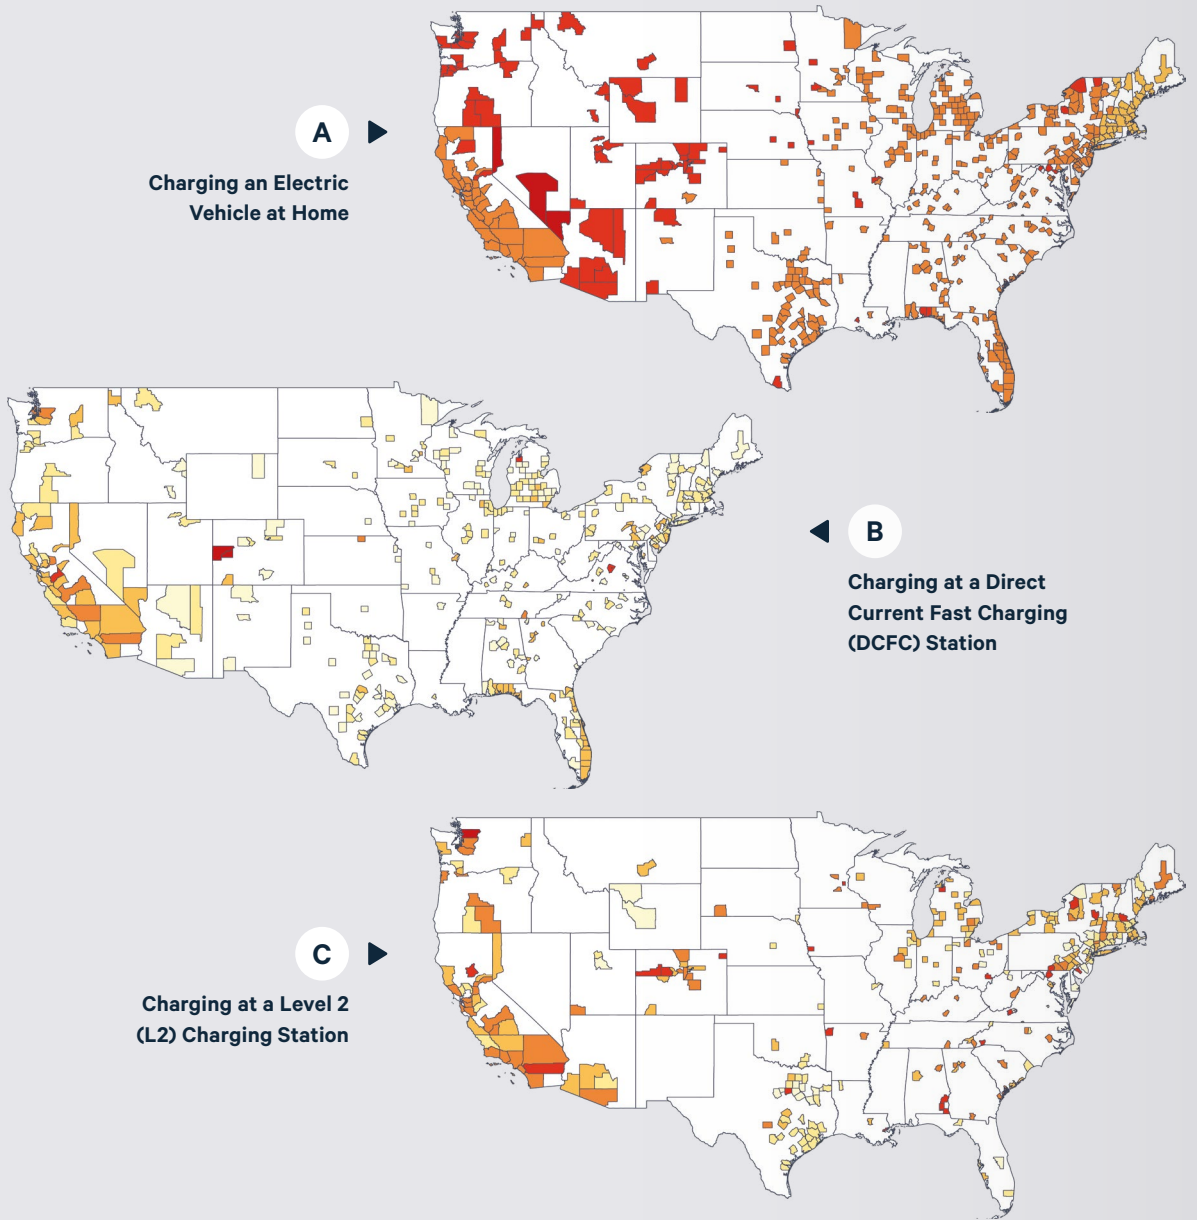 A
Charging an Electric
Vehicle at Home
B
Charging at a Direct
Current Fast Charging
(DCFC) Station
C
Charging at a Level 2
(L2) Charging Station